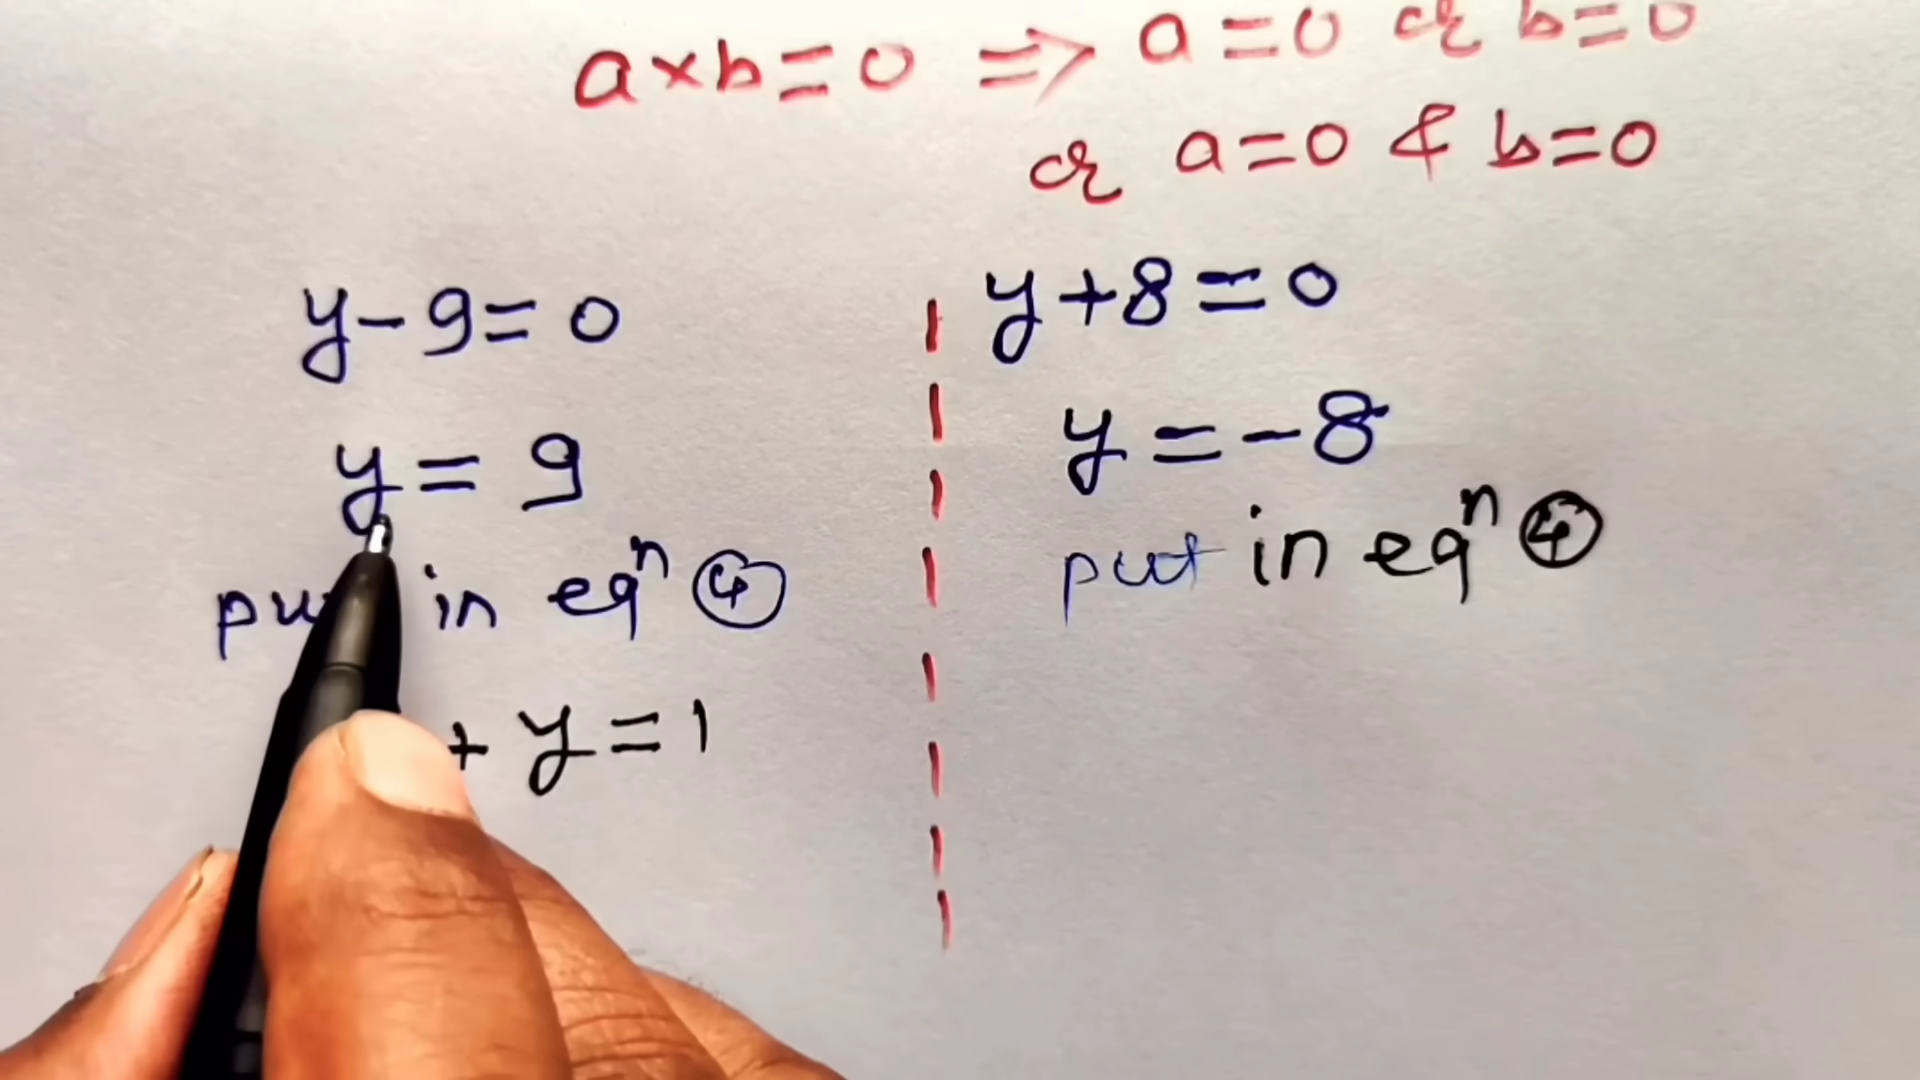 a×b=0 ⇒ a=0 or b=0
or a=0 & b=0
y-9=0
y=9
in eqⁿ ④
+ y=1
y+8=0
y=-8
put in eqⁿ ④